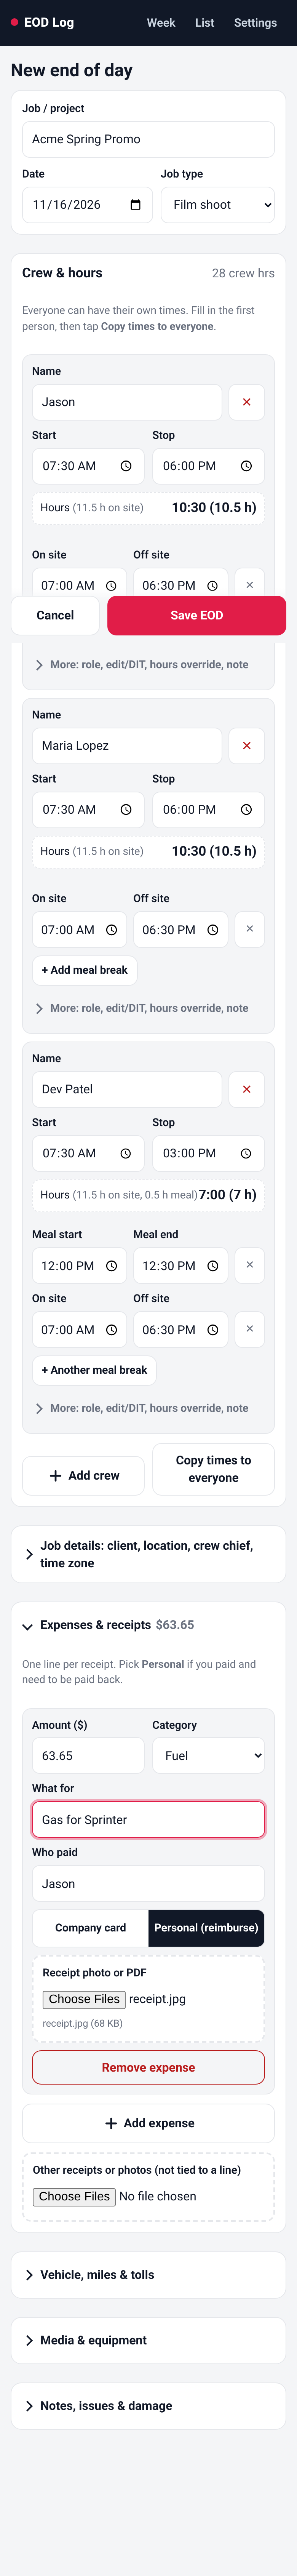 EOD Log
Week List Settings
New end of day
Job / project
Acme Spring Promo
Date Job type
11/16/2026 Film shoot
Crew & hours 28 crew hrs
Everyone can have their own times. Fill in the first
person, then tap Copy times to everyone.
Name
Jason ×
Start Stop
07:30 AM 06:00 PM
Hours (11.5 h on site) 10:30 (10.5 h)
On site Off site
07:00 AM 06:30 PM ×
Cancel Save EOD
More: role, edit/DIT, hours override, note
Name
Maria Lopez ×
Start Stop
07:30 AM 06:00 PM
Hours (11.5 h on site) 10:30 (10.5 h)
On site Off site
07:00 AM 06:30 PM ×
+ Add meal break
More: role, edit/DIT, hours override, note
Name
Dev Patel ×
Start Stop
07:30 AM 03:00 PM
Hours (11.5 h on site, 0.5 h meal) 7:00 (7 h)
Meal start Meal end
12:00 PM 12:30 PM ×
On site Off site
07:00 AM 06:30 PM ×
+ Another meal break
More: role, edit/DIT, hours override, note
+ Add crew
Copy times to
everyone
Job details: client, location, crew chief,
time zone
Expenses & receipts $63.65
One line per receipt. Pick Personal if you paid and
need to be paid back.
Amount ($) Category
63.65 Fuel
What for
Gas for Sprinter
Who paid
Jason
Company card Personal (reimburse)
Receipt photo or PDF
Choose Files receipt.jpg
receipt.jpg (68 KB)
Remove expense
+ Add expense
Other receipts or photos (not tied to a line)
Choose Files No file chosen
Vehicle, miles & tolls
Media & equipment
Notes, issues & damage